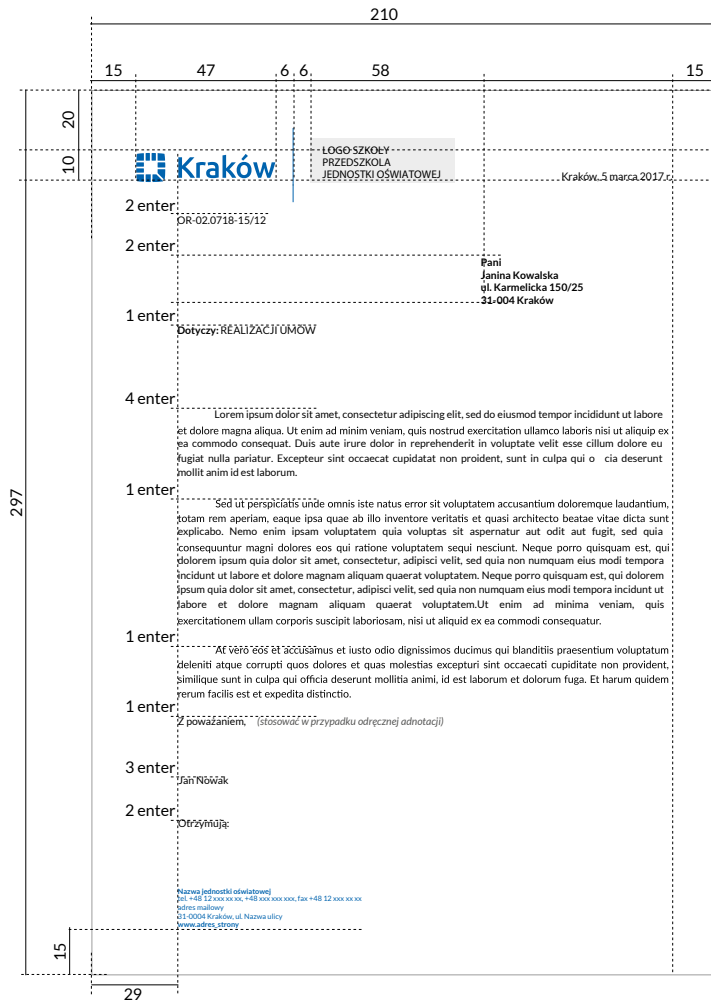 210
15 47 6 6 58 15
20
10
Kraków
LOGO SZKOŁY
PRZEDSZKOLA
JEDNOSTKI OŚWIATOWEJ
Kraków, 5 marca 2017 r.
2 enter
OR-02.0718-15/12
2 enter
Pani
Janina Kowalska
ul. Karmelicka 150/25
31-004 Kraków
1 enter
Dotyczy: REALIZACJI UMÓW
4 enter
Lorem ipsum dolor sit amet, consectetur adipiscing elit, sed do eiusmod tempor incididunt ut labore
et dolore magna aliqua. Ut enim ad minim veniam, quis nostrud exercitation ullamco laboris nisi ut aliquip ex
ea commodo consequat. Duis aute irure dolor in reprehenderit in voluptate velit esse cillum dolore eu
fugiat nulla pariatur. Excepteur sint occaecat cupidatat non proident, sunt in culpa qui o cia deserunt
mollit anim id est laborum.
1 enter
Sed ut perspiciatis unde omnis iste natus error sit voluptatem accusantium doloremque laudantium,
totam rem aperiam, eaque ipsa quae ab illo inventore veritatis et quasi architecto beatae vitae dicta sunt
explicabo. Nemo enim ipsam voluptatem quia voluptas sit aspernatur aut odit aut fugit, sed quia
consequuntur magni dolores eos qui ratione voluptatem sequi nesciunt. Neque porro quisquam est, qui
dolorem ipsum quia dolor sit amet, consectetur, adipisci velit, sed quia non numquam eius modi tempora
incidunt ut labore et dolore magnam aliquam quaerat voluptatem. Neque porro quisquam est, qui dolorem
ipsum quia dolor sit amet, consectetur, adipisci velit, sed quia non numquam eius modi tempora incidunt ut
labore et dolore magnam aliquam quaerat voluptatem.Ut enim ad minima veniam, quis
exercitationem ullam corporis suscipit laboriosam, nisi ut aliquid ex ea commodi consequatur.
1 enter
At vero eos et accusamus et iusto odio dignissimos ducimus qui blanditiis praesentium voluptatum
deleniti atque corrupti quos dolores et quas molestias excepturi sint occaecati cupiditate non provident,
similique sunt in culpa qui officia deserunt mollitia animi, id est laborum et dolorum fuga. Et harum quidem
rerum facilis est et expedita distinctio.
1 enter
Z poważaniem, (stosować w przypadku odręcznej adnotacji)
3 enter
Jan Nowak
2 enter
Otrzymują:
297
Nazwa jednostki oświatowej
tel. +48 12 xxx xx xx, +48 xxx xxx xxx, fax +48 12 xxx xx xx
adres mailowy
31-0004 Kraków, ul. Nazwa ulicy
www.adres_strony
15
29